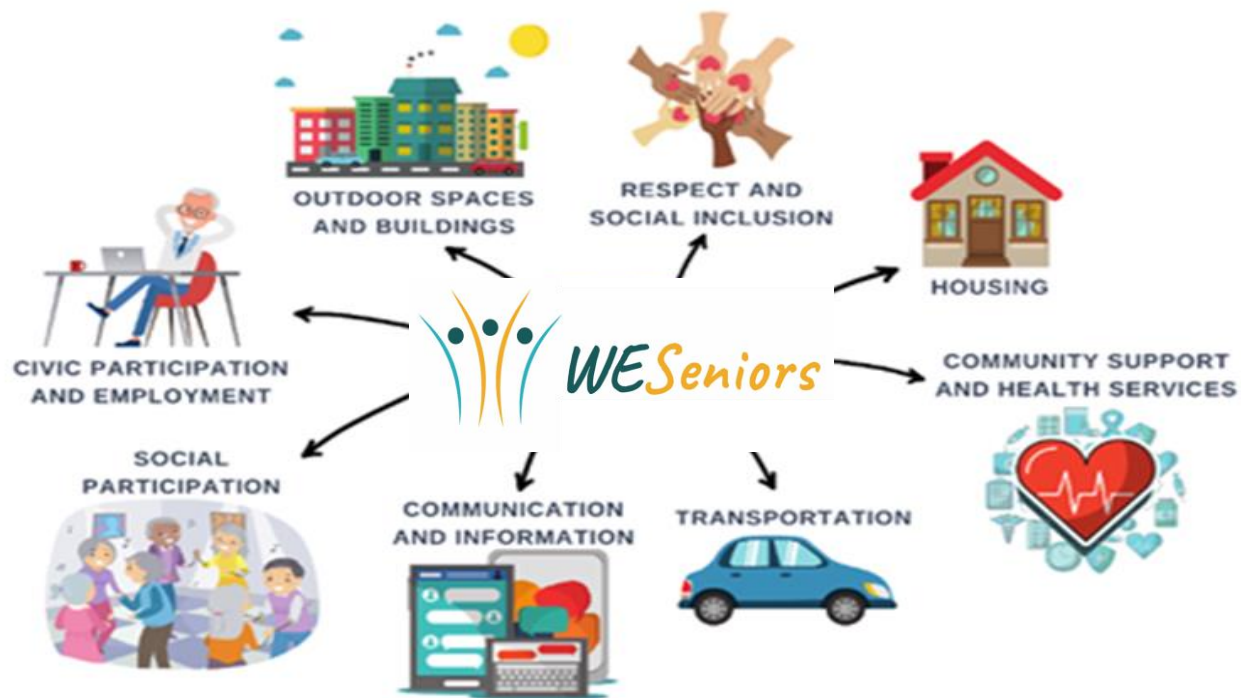 OUTDOOR SPACES
AND BUILDINGS
RESPECT AND
SOCIAL INCLUSION
HOUSING
CIVIC PARTICIPATION
AND EMPLOYMENT
WESeniors
COMMUNITY SUPPORT
AND HEALTH SERVICES
SOCIAL
PARTICIPATION
COMMUNICATION
AND INFORMATION
TRANSPORTATION